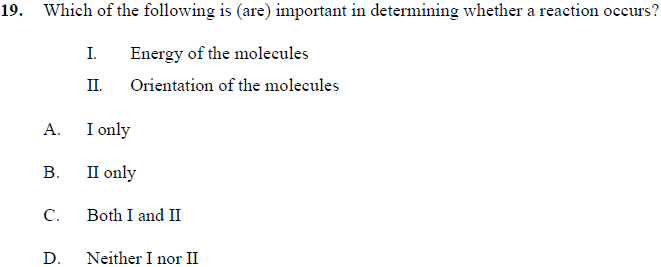 19. Which of the following is (are) important in determining whether a reaction occurs?
I. Energy of the molecules
II. Orientation of the molecules
A. I only
B. II only
C. Both I and II
D. Neither I nor II